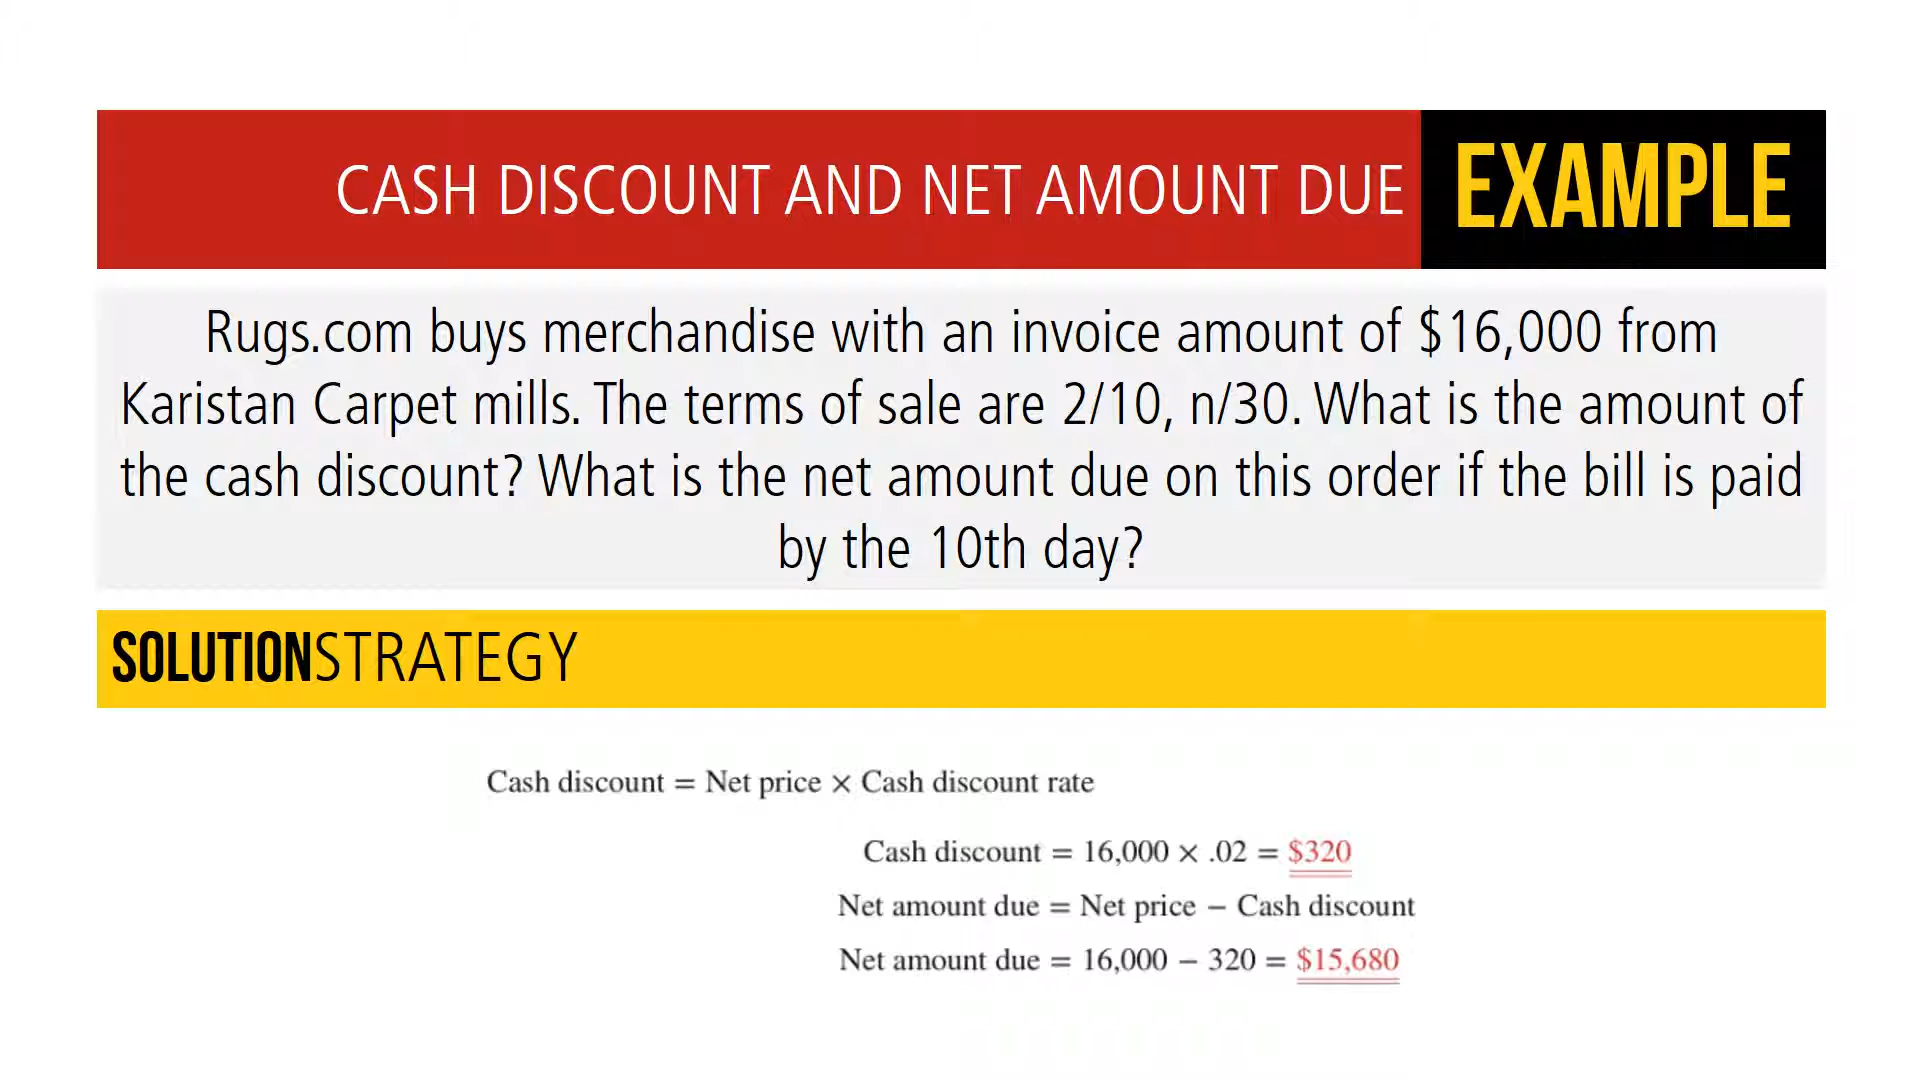 CASH DISCOUNT AND NET AMOUNT DUE EXAMPLE
Rugs.com buys merchandise with an invoice amount of $16,000 from
Karistan Carpet mills. The terms of sale are 2/10, n/30. What is the amount of
the cash discount? What is the net amount due on this order if the bill is paid
by the 10th day?
SOLUTIONSTRATEGY
Cash discount = Net price × Cash discount rate
Cash discount = 16,000 × .02 = $320
Net amount due = Net price − Cash discount
Net amount due = 16,000 − 320 = $15,680